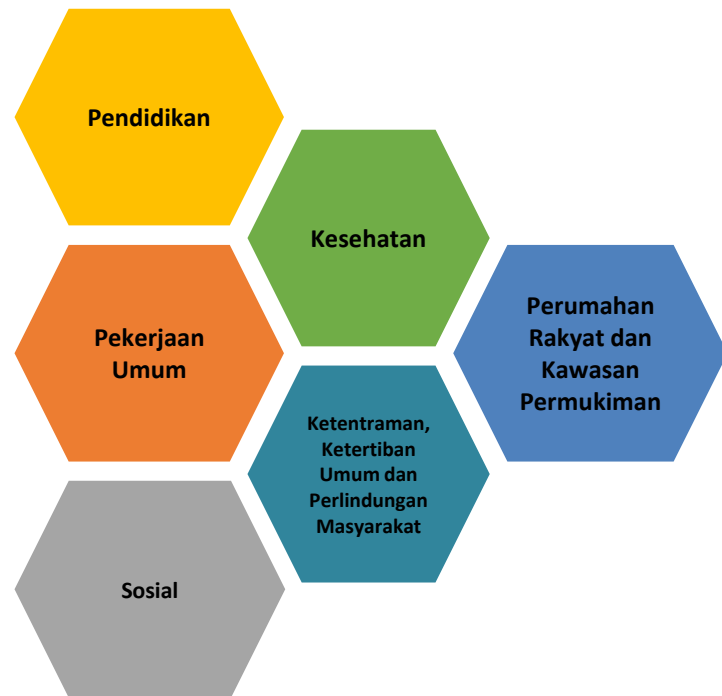 Pendidikan
Kesehatan
Pekerjaan
Umum
Perumahan
Rakyat dan
Kawasan
Permukiman
Ketentraman,
Ketertiban
Umum dan
Perlindungan
Masyarakat
Sosial